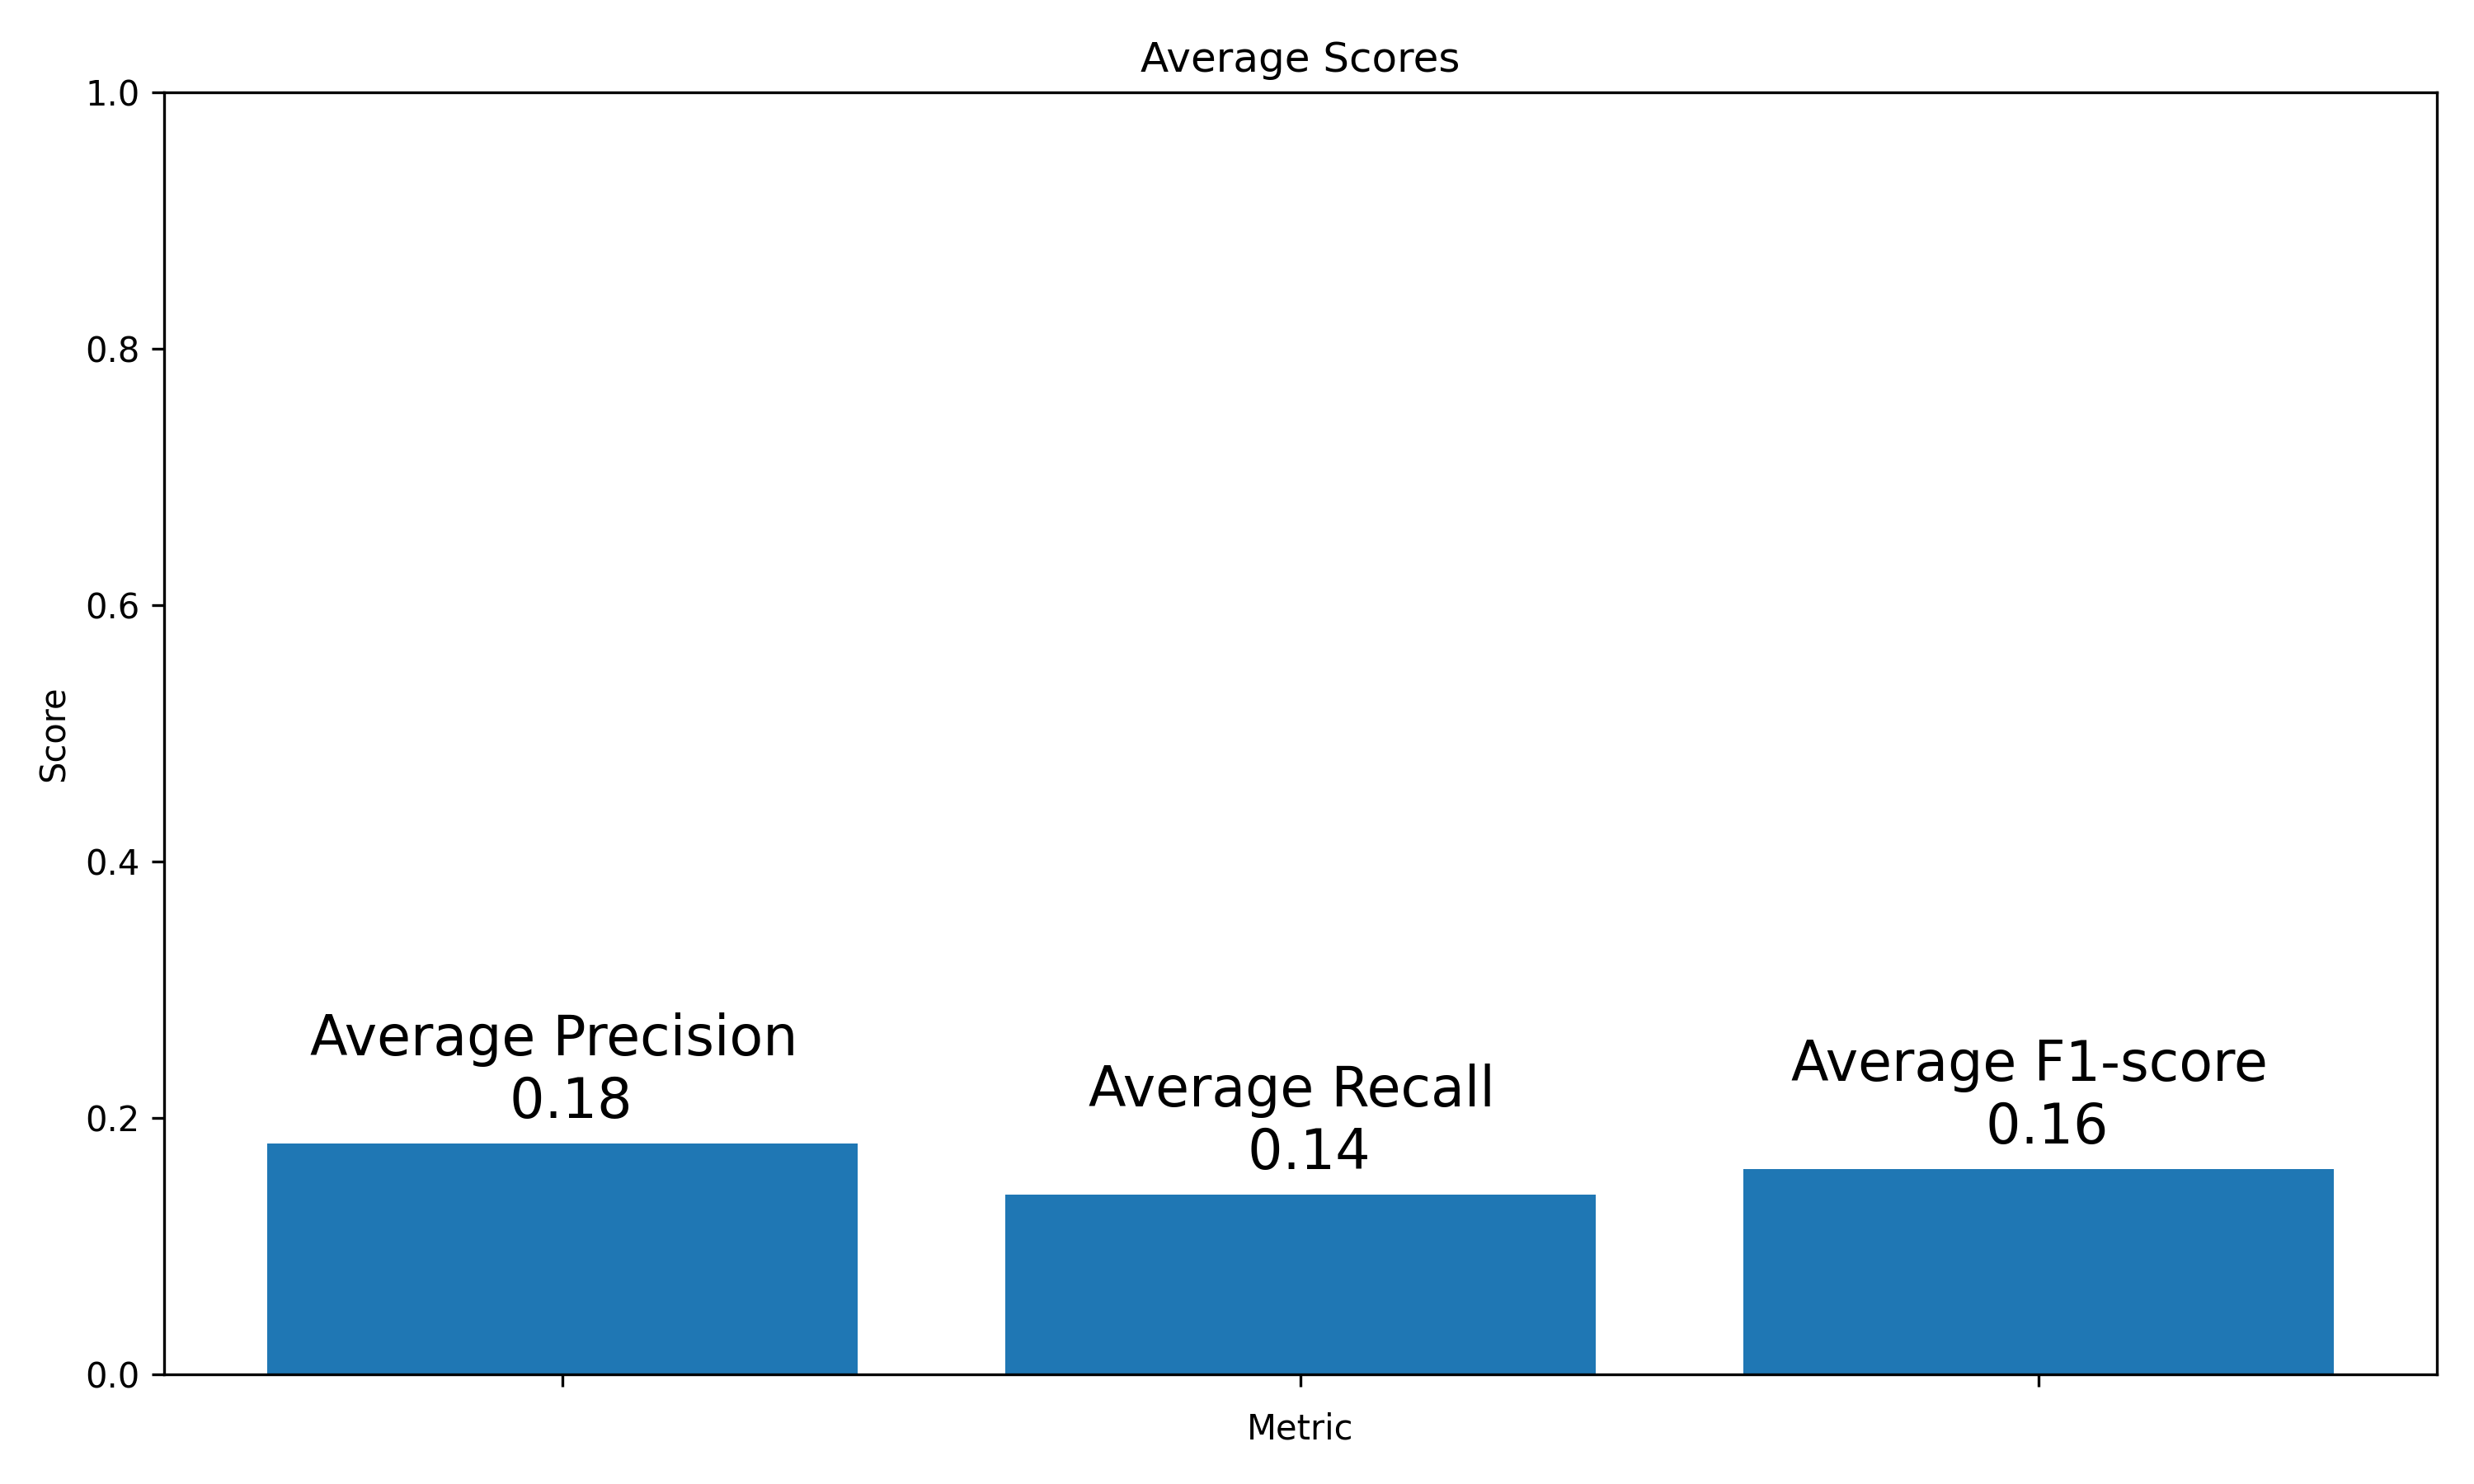 Average Scores
1.0
0.8
0.6
0.4
0.2
0.0
Score
Average Precision
0.18
Average Recall
0.14
Average F1-score
0.16
Metric